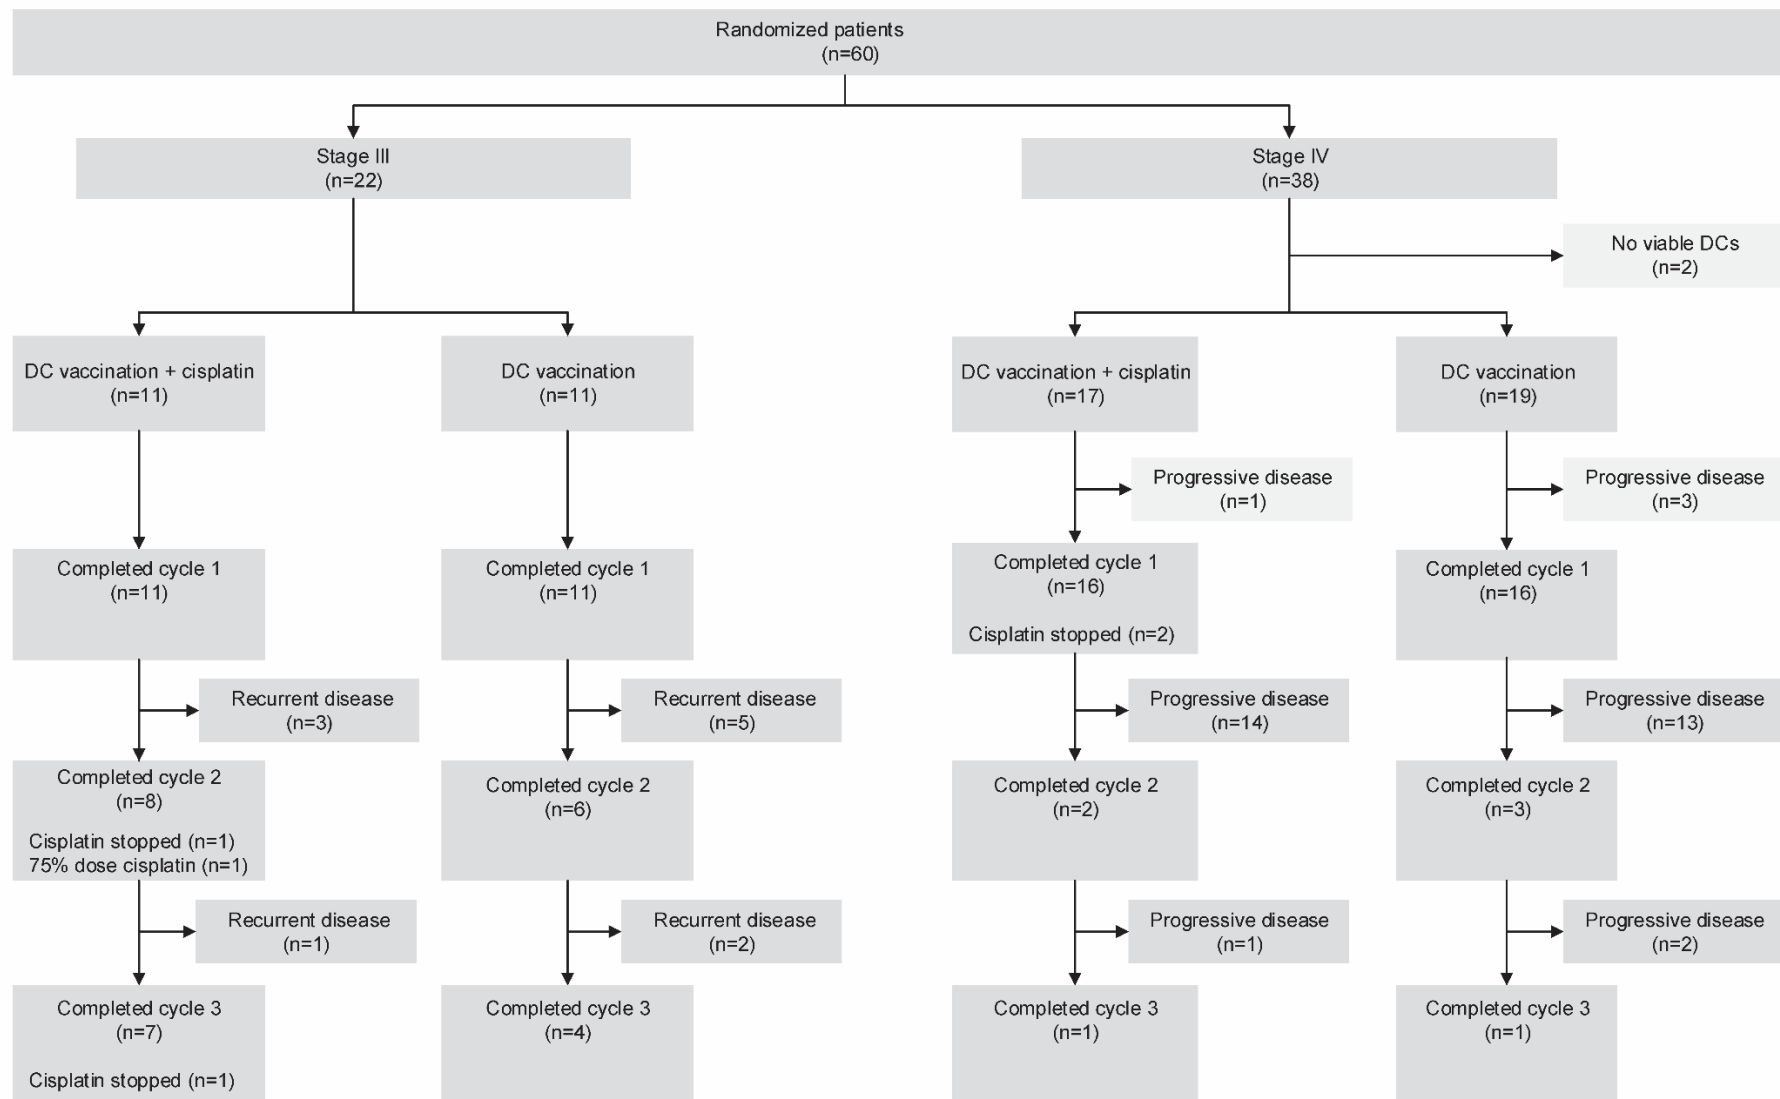 Randomized patients
(n=60)
Stage III
(n=22)
Stage IV
(n=38)
No viable DCs
(n=2)
DC vaccination + cisplatin
(n=11)
DC vaccination
(n=11)
DC vaccination + cisplatin
(n=17)
DC vaccination
(n=19)
Progressive disease
(n=1)
Progressive disease
(n=3)
Completed cycle 1
(n=11)
Completed cycle 1
(n=11)
Completed cycle 1
(n=16)
Cisplatin stopped (n=2)
Completed cycle 1
(n=16)
Recurrent disease
(n=3)
Recurrent disease
(n=5)
Progressive disease
(n=14)
Progressive disease
(n=13)
Completed cycle 2
(n=8)
Cisplatin stopped (n=1)
75% dose cisplatin (n=1)
Completed cycle 2
(n=6)
Completed cycle 2
(n=2)
Completed cycle 2
(n=3)
Recurrent disease
(n=1)
Recurrent disease
(n=2)
Progressive disease
(n=1)
Progressive disease
(n=2)
Completed cycle 3
(n=7)
Cisplatin stopped (n=1)
Completed cycle 3
(n=4)
Completed cycle 3
(n=1)
Completed cycle 3
(n=1)